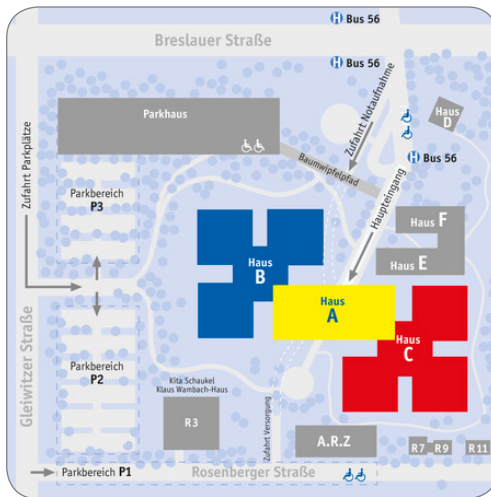 H Bus 56
Breslauer Straße
H Bus 56
Parkhaus
Zufahrt Notaufnahme
Haus
D
Baumwipfelpfad
H Bus 56
Zufahrt Parkplätze
Parkbereich
P3
Haupteingang
Haus F
Haus E
Haus
B
Haus
A
Haus
C
Gleiwitzer Straße
Parkbereich
P2
Kita Schaukel
Klaus Wambach-Haus
R3
Zufahrt Versorgung
A.R.Z
R7
R9
R11
Parkbereich P1
Rosenberger Straße